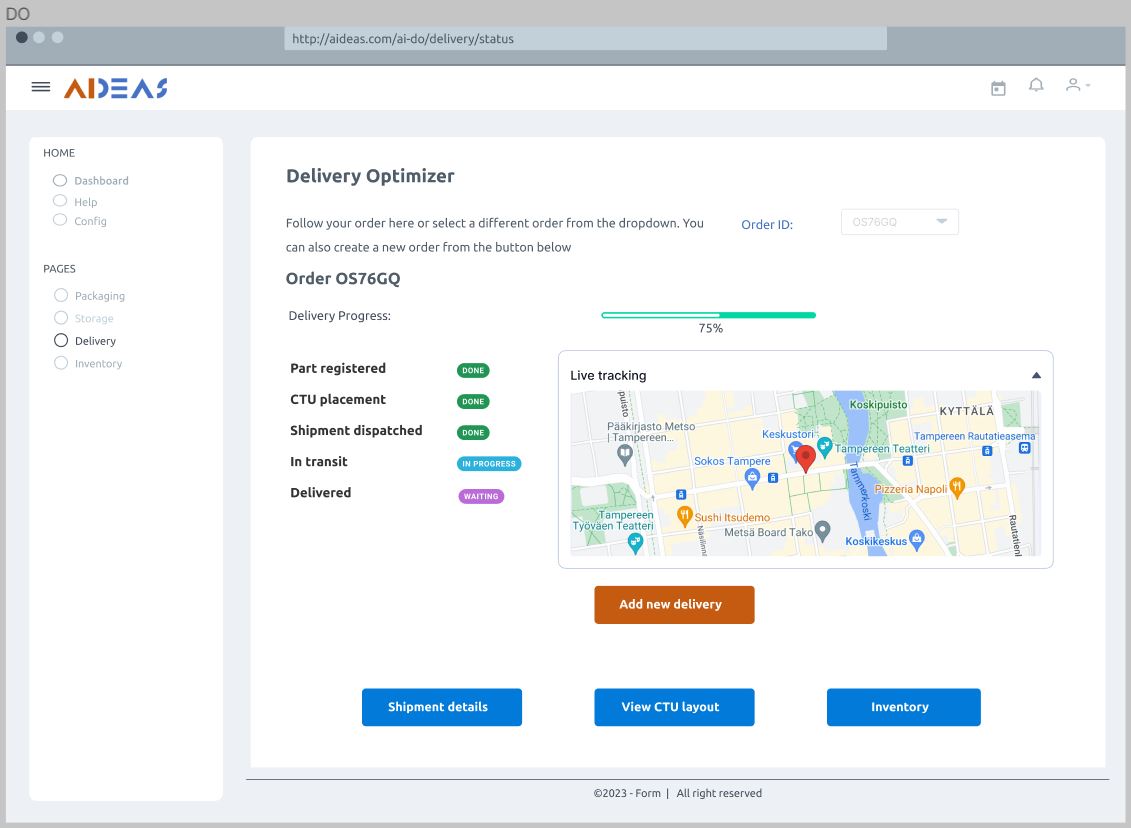 DO
http://aideas.com/ai-do/delivery/status
AIDEAS
HOME
Dashboard
Help
Config
PAGES
Packaging
Storage
Delivery
Inventory
Delivery Optimizer
Follow your order here or select a different order from the dropdown. You
can also create a new order from the button below
Order ID:
OS76GQ
Order OS76GQ
Delivery Progress:
75%
Part registered DONE
CTU placement DONE
Shipment dispatched DONE
In transit IN PROGRESS
Delivered WAITING
Live tracking
puisto
Koskipuisto
KYTTÄLÄ
Pääkirjasto Metso
| Tampereen...
Keskustori
Tampereen Teatteri
Tampereen Rautatieasema
Sokos Tampere
Tammerkoski
Pizzeria Napoli
Tampereen
Työväen Teatteri
Sushi Itsudemo
Näsilinna
Metsä Board Tako
Koskikeskus
Rautatieni
Add new delivery
Shipment details
View CTU layout
Inventory
©2023 - Form | All right reserved